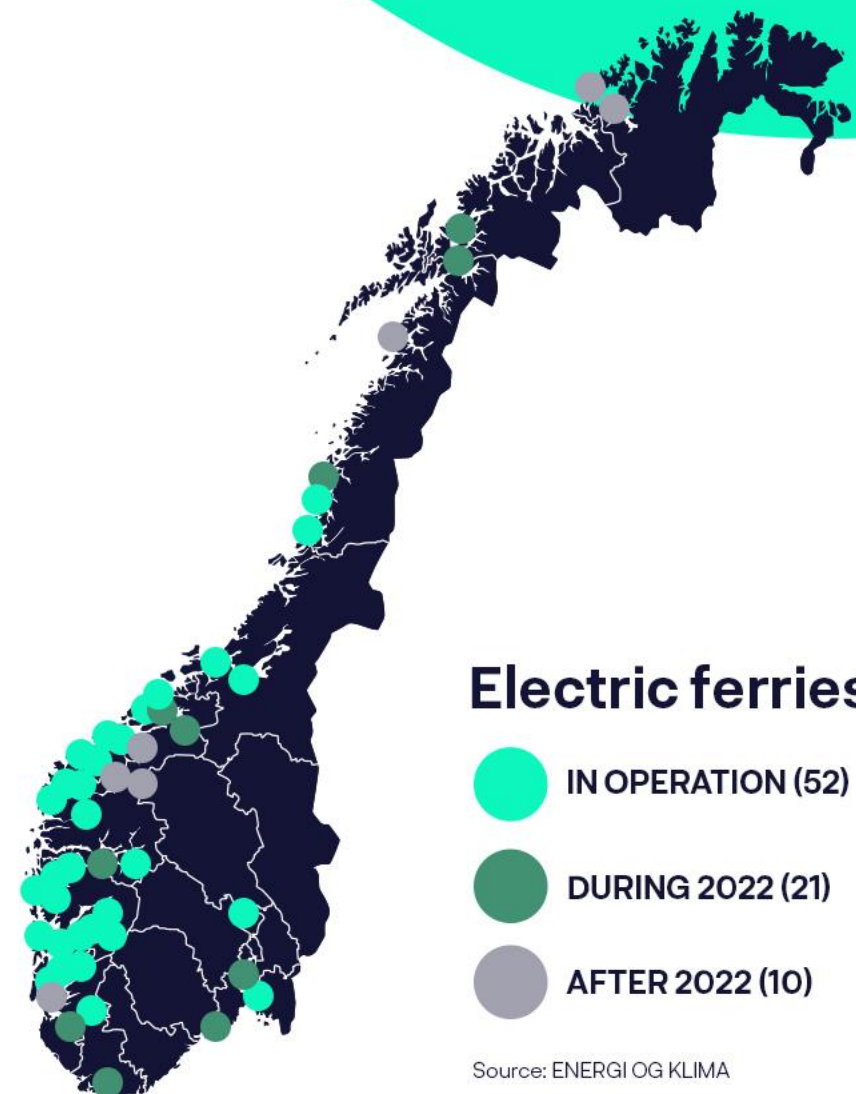 Electric ferries
IN OPERATION (52)
DURING 2022 (21)
AFTER 2022 (10)
Source: ENERGI OG KLIMA